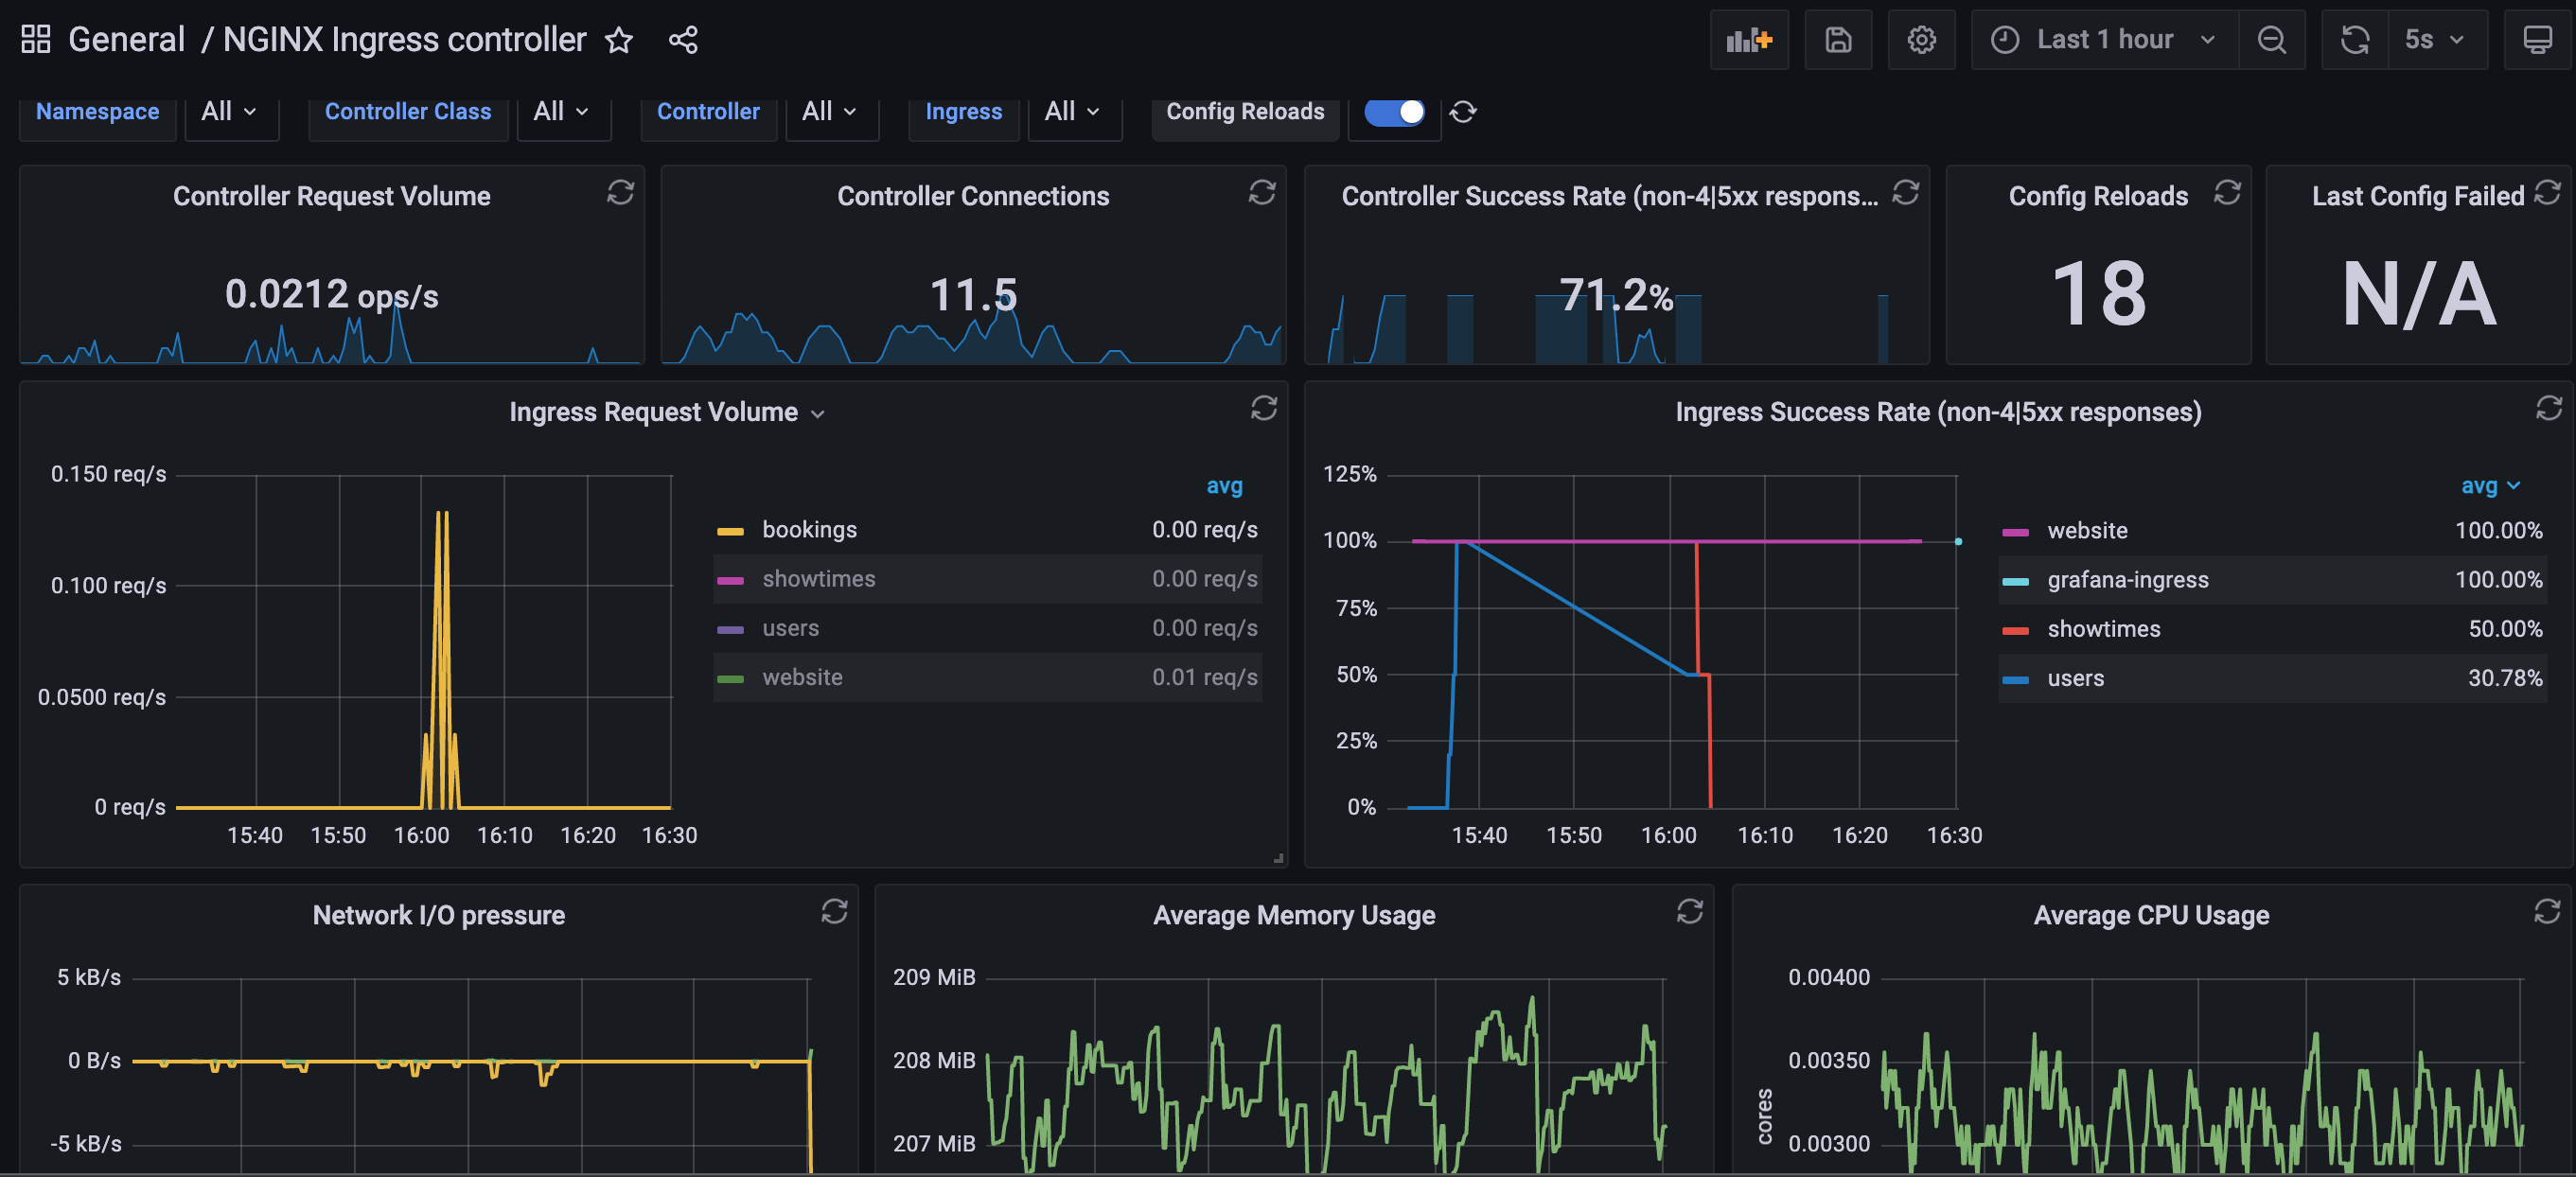 General / NGINX Ingress controller
Last 1 hour
5s
Namespace
All
Controller Class
All
Controller
All
Ingress
All
Config Reloads
Controller Request Volume
0.0212 ops/s
Controller Connections
11.5
Controller Success Rate (non-4|5xx respons...
71.2%
Config Reloads
18
Last Config Failed
N/A
Ingress Request Volume
0.150 req/s
0.100 req/s
0.0500 req/s
0 req/s
15:40 15:50 16:00 16:10 16:20 16:30
avg
bookings 0.00 req/s
showtimes 0.00 req/s
users 0.00 req/s
website 0.01 req/s
Ingress Success Rate (non-4|5xx responses)
125%
100%
75%
50%
25%
0%
15:40 15:50 16:00 16:10 16:20 16:30
avg
website 100.00%
grafana-ingress 100.00%
showtimes 50.00%
users 30.78%
Network I/O pressure
5 kB/s
0 B/s
-5 kB/s
Average Memory Usage
209 MiB
208 MiB
207 MiB
Average CPU Usage
cores
0.00400
0.00350
0.00300